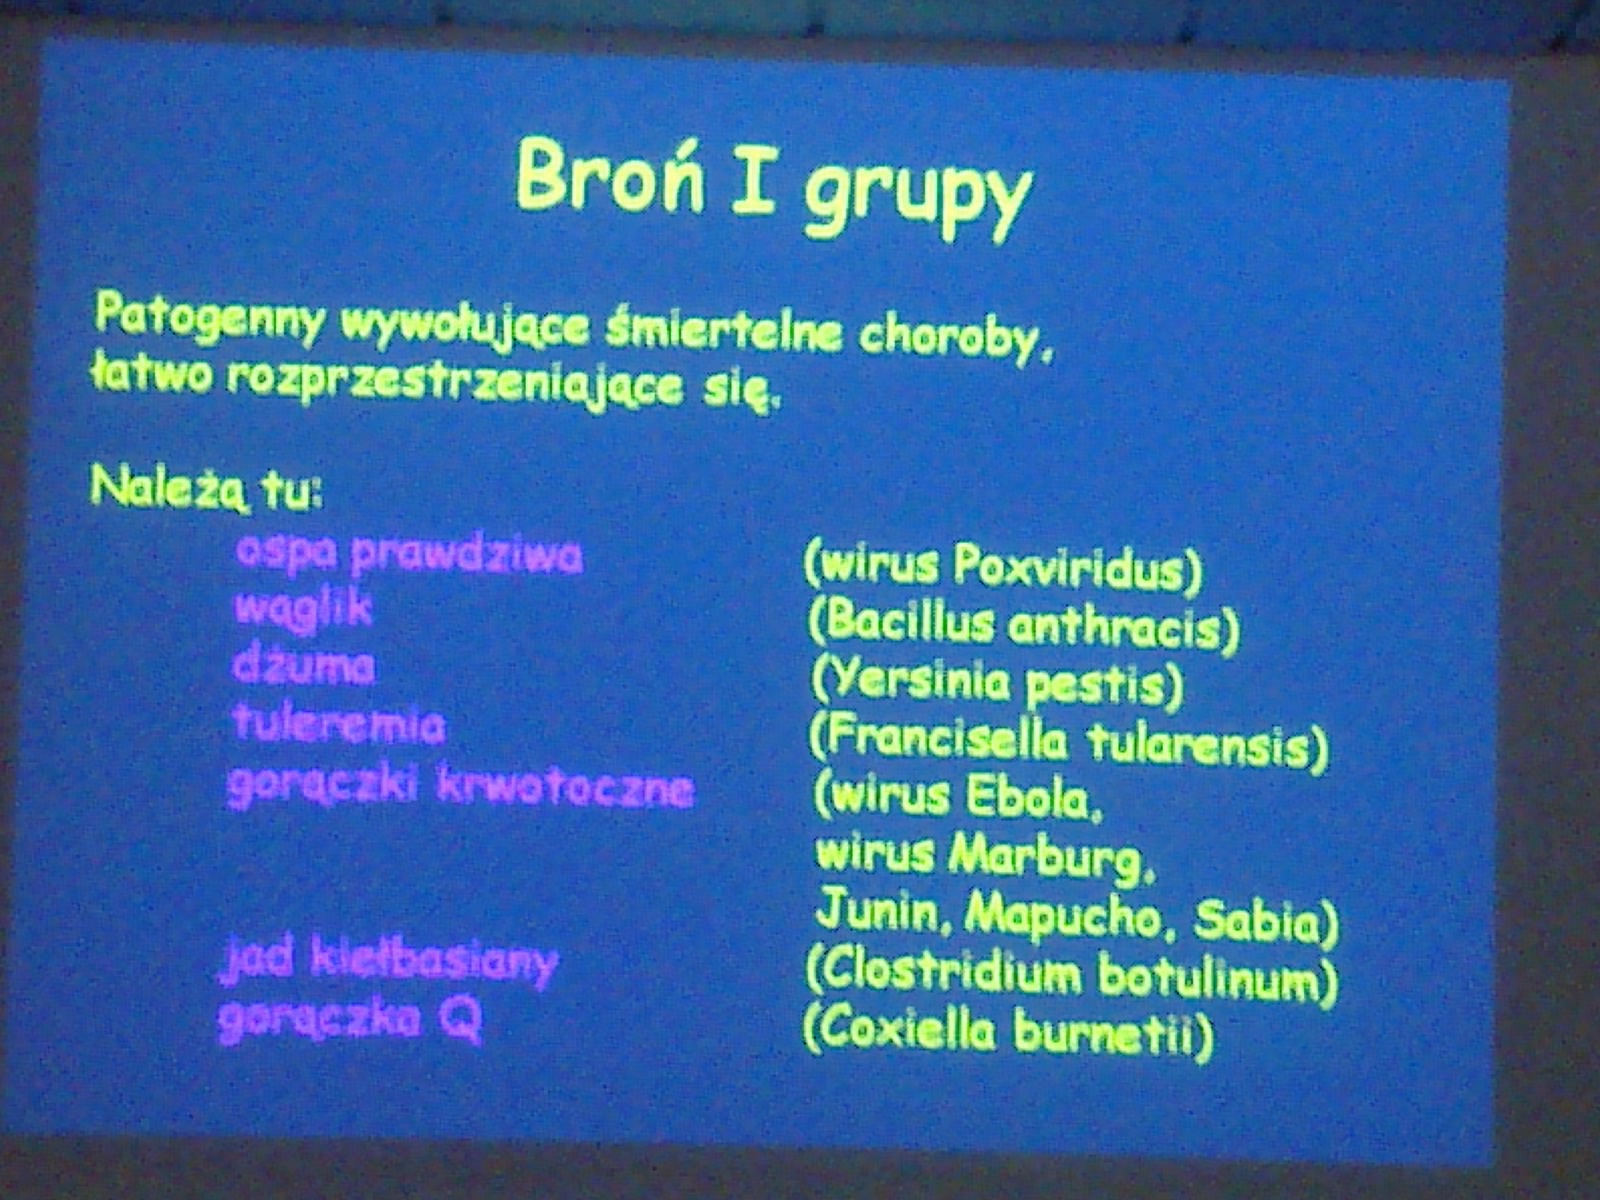 Broń I grupy
Patogenny wywołujące śmiertelne choroby,
łatwo rozprzestrzeniające się.
Należą tu:
ospa prawdziwa (wirus Poxviridus)
wąglik (Bacillus anthracis)
dżuma (Yersinia pestis)
tuleremia (Francisella tularensis)
gorączki krwotoczne (wirus Ebola,
wirus Marburg,
Junin, Mapucho, Sabia)
jad kiełbasiany (Clostridium botulinum)
gorączka Q (Coxiella burnetii)